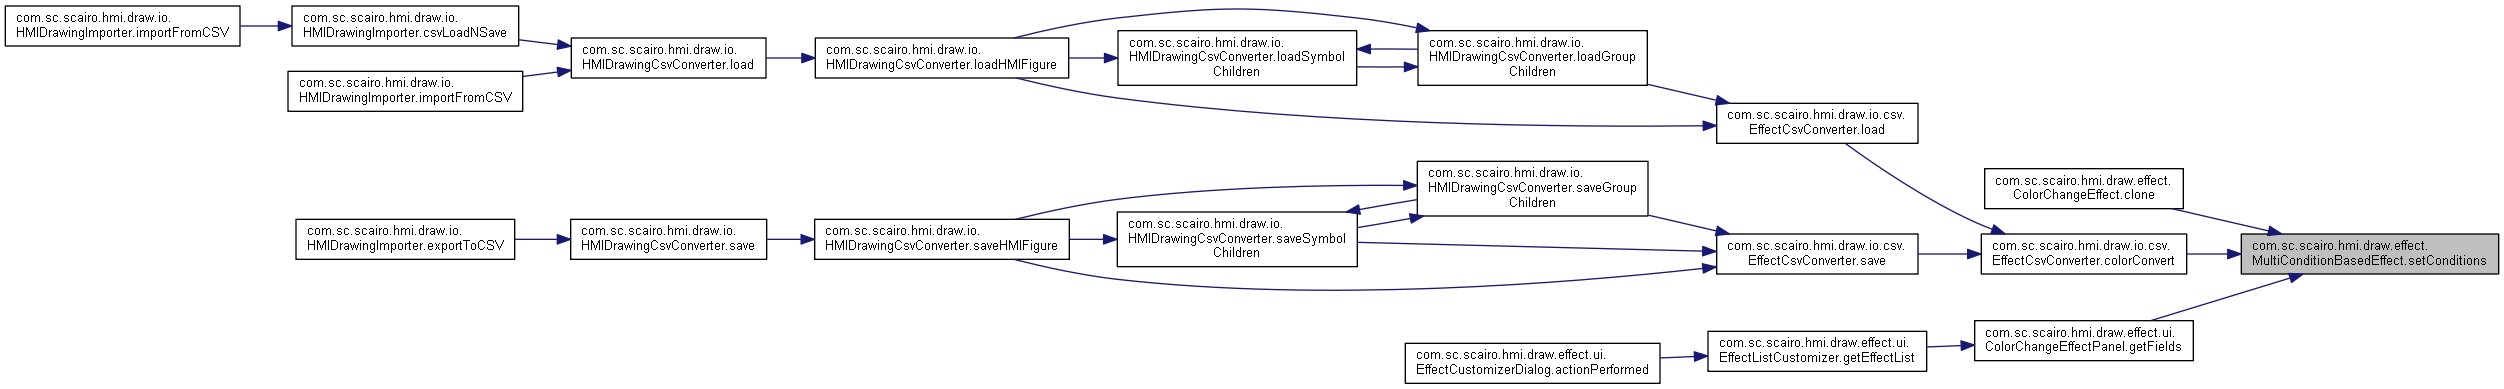 com.sc.scairo.hmi.draw.io.
HMIDrawingImporter.importFromCSV
com.sc.scairo.hmi.draw.io.
HMIDrawingImporter.csvLoadNSave
com.sc.scairo.hmi.draw.io.
HMIDrawingImporter.importFromCSV
com.sc.scairo.hmi.draw.io.
HMIDrawingCsvConverter.load
com.sc.scairo.hmi.draw.io.
HMIDrawingCsvConverter.loadHMIFigure
com.sc.scairo.hmi.draw.io.
HMIDrawingCsvConverter.loadSymbol
Children
com.sc.scairo.hmi.draw.io.
HMIDrawingCsvConverter.loadGroup
Children
com.sc.scairo.hmi.draw.io.csv.
EffectCsvConverter.load
com.sc.scairo.hmi.draw.io.
HMIDrawingImporter.exportToCSV
com.sc.scairo.hmi.draw.io.
HMIDrawingCsvConverter.save
com.sc.scairo.hmi.draw.io.
HMIDrawingCsvConverter.saveHMIFigure
com.sc.scairo.hmi.draw.io.
HMIDrawingCsvConverter.saveSymbol
Children
com.sc.scairo.hmi.draw.io.
HMIDrawingCsvConverter.saveGroup
Children
com.sc.scairo.hmi.draw.io.csv.
EffectCsvConverter.save
com.sc.scairo.hmi.draw.effect.
ColorChangeEffect.clone
com.sc.scairo.hmi.draw.io.csv.
EffectCsvConverter.colorConvert
com.sc.scairo.hmi.draw.effect.
MultiConditionBasedEffect.setConditions
com.sc.scairo.hmi.draw.effect.ui.
EffectCustomizerDialog.actionPerformed
com.sc.scairo.hmi.draw.effect.ui.
EffectListCustomizer.getEffectList
com.sc.scairo.hmi.draw.effect.ui.
ColorChangeEffectPanel.getFields